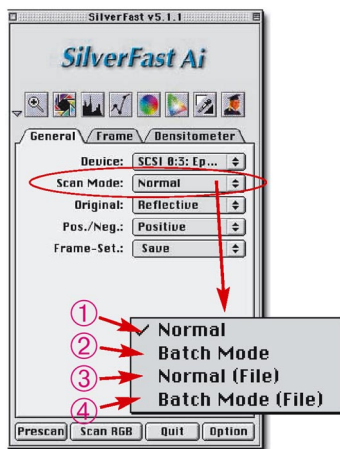 SilverFast v5.1.1
SilverFast Ai
General Frame Densitometer
Device: SCSI 0:3: Ep...
Scan Mode: Normal
Original: Reflective
Pos./Neg.: Positive
Frame-Set.: Save
① ✓ Normal
② Batch Mode
③ Normal (File)
④ Batch Mode (File)
Prescan Scan RGB Quit Option